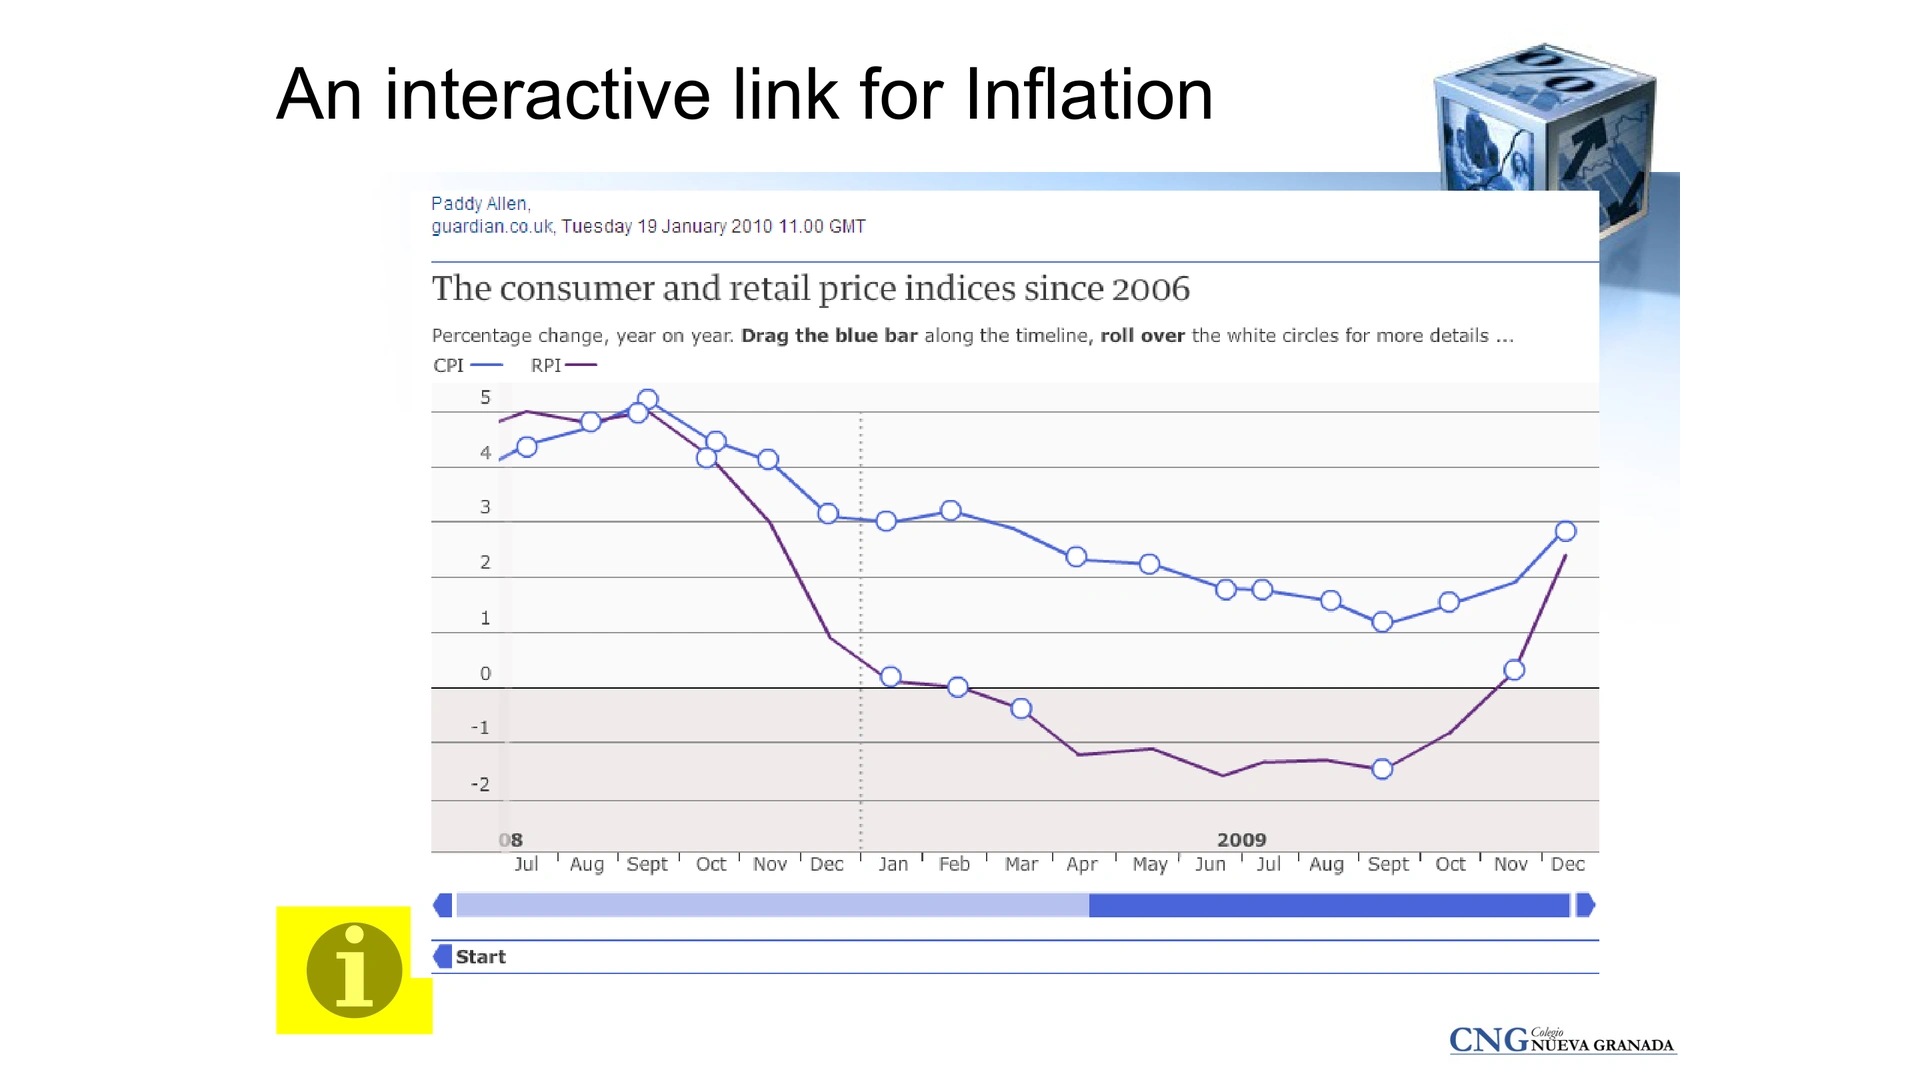 An interactive link for Inflation
%
Paddy Allen,
guardian.co.uk, Tuesday 19 January 2010 11.00 GMT
The consumer and retail price indices since 2006
Percentage change, year on year. Drag the blue bar along the timeline, roll over the white circles for more details ...
CPI RPI
5
4
3
2
1
0
-1
-2
08 2009
Jul Aug Sept Oct Nov Dec Jan Feb Mar Apr May Jun Jul Aug Sept Oct Nov Dec
Start
i
CNG Colegio
NUEVA GRANADA